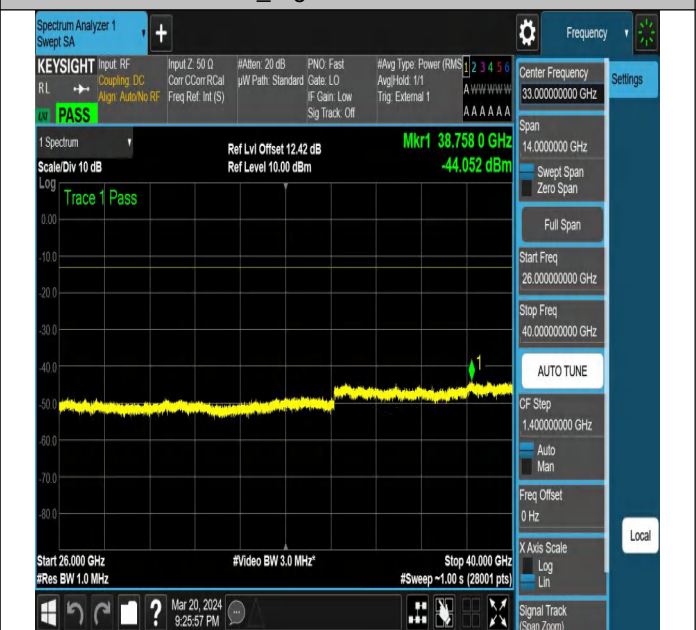 Spectrum Analyzer 1
Swept SA
Frequency
KEYSIGHT
RL
PASS
Input: RF
Coupling: DC
Align: Auto/No RF
Input Z: 50 Ω
Corr CCorr RCal
Freq Ref: Int (S)
#Atten: 20 dB
µW Path: Standard
PNO: Fast
Gate: LO
IF Gain: Low
Sig Track: Off
#Avg Type: Power (RMS
Avg|Hold: 1/1
Trig: External 1
1 2 3 4 5 6
A W W W W W
A A A A A A
Center Frequency
33.000000000 GHz
Settings
Span
14.0000000 GHz
Swept Span
Zero Span
Full Span
Start Freq
26.000000000 GHz
Stop Freq
40.000000000 GHz
AUTO TUNE
CF Step
1.400000000 GHz
Auto
Man
Freq Offset
0 Hz
X Axis Scale
Log
Lin
Signal Track
(Span Zoom)
Local
1 Spectrum
Scale/Div 10 dB
Ref Lvl Offset 12.42 dB
Ref Level 10.00 dBm
Mkr1 38.758 0 GHz
-44.052 dBm
Log
Trace 1 Pass
0.00
-10.0
-20.0
-30.0
-40.0
-50.0
-60.0
-70.0
-80.0
1
Start 26.000 GHz
#Res BW 1.0 MHz
#Video BW 3.0 MHz*
Stop 40.000 GHz
#Sweep ~1.00 s (28001 pts)
Mar 20, 2024
9:25:57 PM